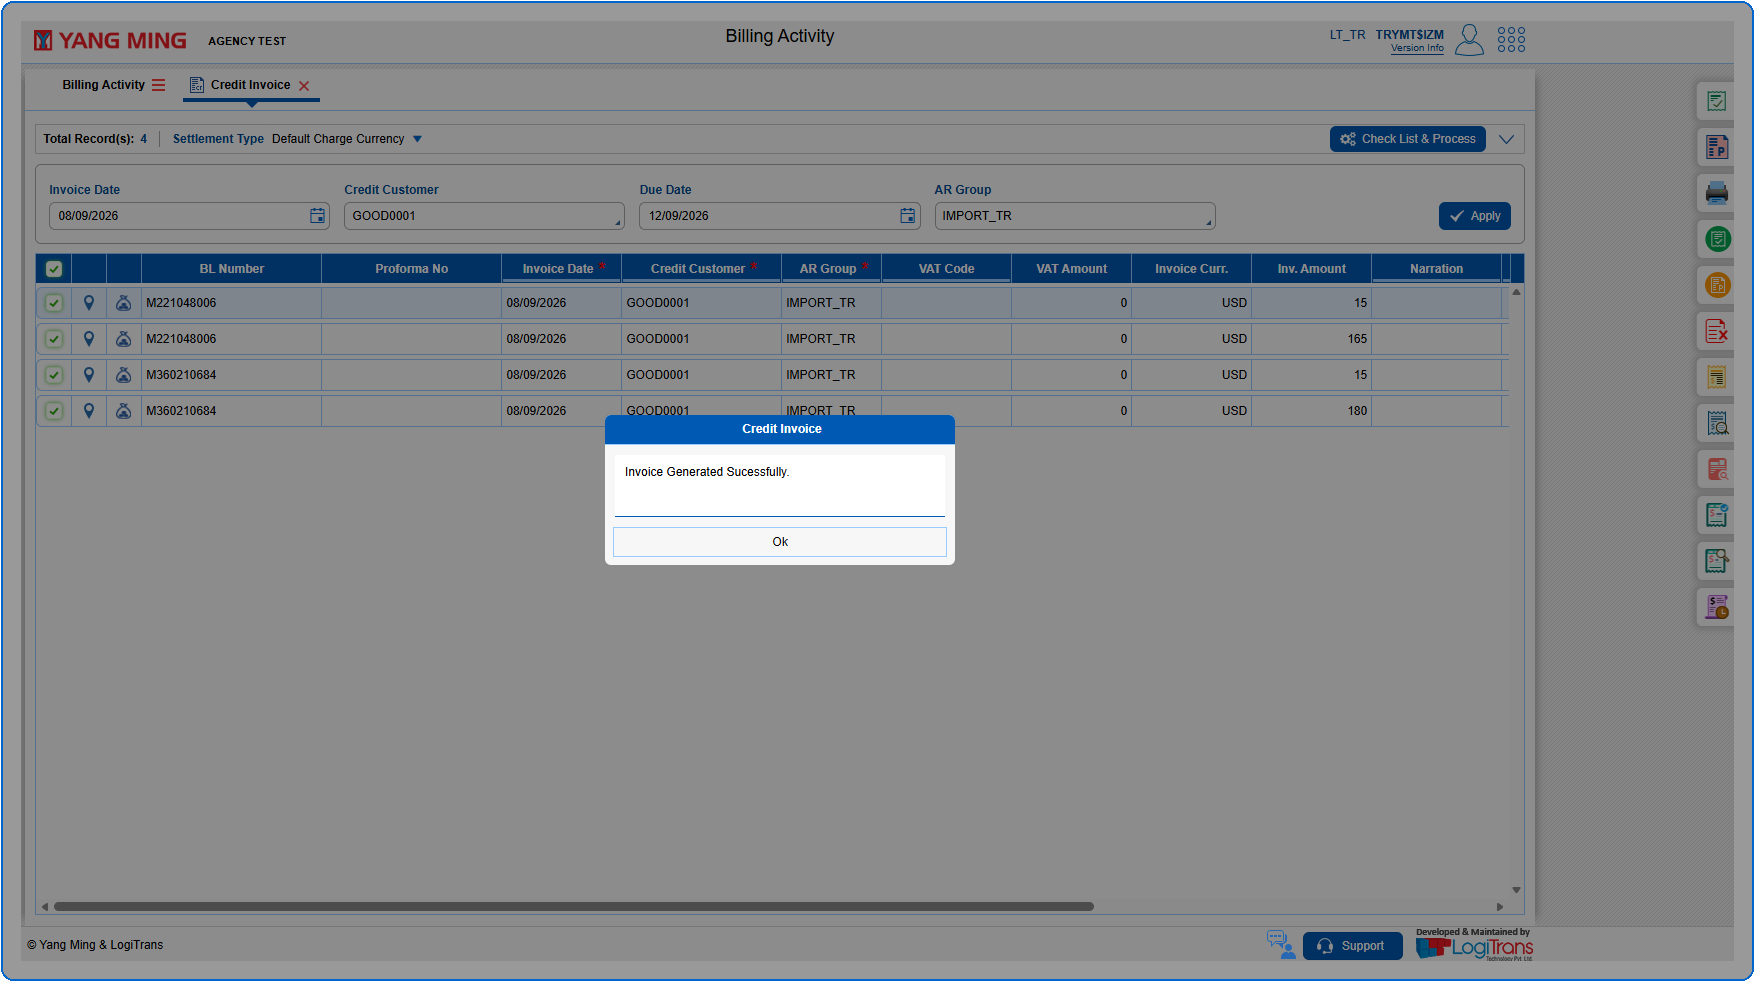 YANG MING AGENCY TEST Billing Activity LT_TR TRYMT$IZM
Version Info
Billing Activity Credit Invoice
Total Record(s): 4 Settlement Type Default Charge Currency Check List & Process
Invoice Date Credit Customer Due Date AR Group
08/09/2026 GOOD0001 12/09/2026 IMPORT_TR Apply
BL Number Proforma No Invoice Date * Credit Customer * AR Group * VAT Code VAT Amount Invoice Curr. Inv. Amount Narration
M221048006 08/09/2026 GOOD0001 IMPORT_TR 0 USD 15
M221048006 08/09/2026 GOOD0001 IMPORT_TR 0 USD 165
M360210684 08/09/2026 GOOD0001 IMPORT_TR 0 USD 15
M360210684 08/09/2026 GOOD0001 IMPORT_TR 0 USD 180
Credit Invoice
Invoice Generated Sucessfully.
Ok
© Yang Ming & LogiTrans Support Developed & Maintained by
LogiTrans
Technology Pvt. Ltd.